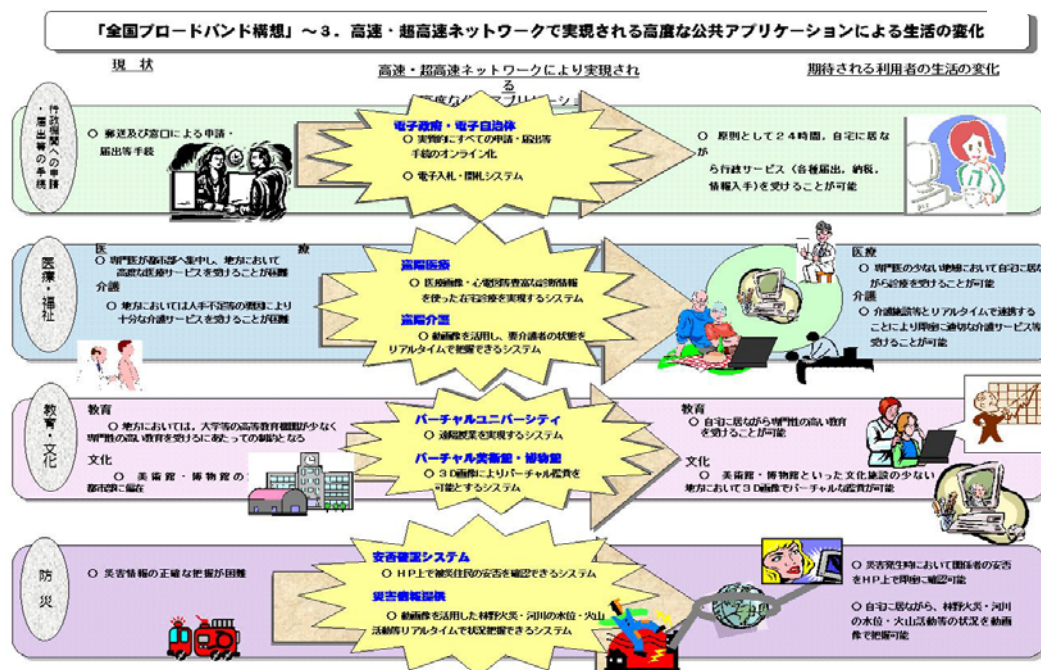 「全国ブロードバンド構想」～３．高速・超高速ネットワークで実現される高度な公共アプリケーションによる生活の変化
現　状
高速・超高速ネットワークにより実現され
る
期待される利用者の生活の変化
行政機関への申請
・届出等の手続
○ 郵送及び窓口による申請・
届出等手続
電子政府・電子自治体
○ 実質的にすべての申請・届出等
手続のオンライン化
○ 電子入札・開札システム
○ 原則として２４時間，自宅に居な
が
ら行政サービス（各種届出，納税，
情報入手）を受けることが可能
医療・福祉
医　療
○ 専門医が都市部へ集中し、地方において
高度な医療サービスを受けることが困難
介護
○ 地方においては人手不足等の要因により
十分な介護サービスを受けることが困難
遠隔医療
○ 医療画像・心電図等豊富な診断情報
を使った在宅診療を実現するシステム
遠隔介護
○ 動画像を活用し、要介護者の状態を
リアルタイムで把握できるシステム
医療
○ 専門医の少ない地域において自宅に居な
がら診療を受けることが可能
介護
○ 介護施設等とリアルタイムで連携する
ことにより即座に適切な介護サービス等
受けることが可能
教育・文化
教育
○ 地方においては，大学等の高等教育機関が少なく
専門性の高い教育を受けるにあたっての制約となる
文化
○ 美術館・博物館の
都市部に偏在
バーチャルユニバーシティ
○ 遠隔授業を実現するシステム
バーチャル美術館・博物館
○ ３Ｄ画像によりバーチャル鑑賞を
可能とするシステム
教育
○ 自宅に居ながら専門性の高い教育
を受けることが可能
文化
○ 美術館・博物館といった文化施設の少ない
地方において３Ｄ画像でバーチャルな鑑賞が可能
防災
○ 災害情報の正確な把握が困難
安否確認システム
○ ＨＰ上で被災住民の安否を確認できるシステム
災害情報提供
○ 動画像を活用した林野火災・河川の水位・火山
活動等リアルタイムで状況把握できるシステム
○ 災害発生時において関係者の安否
をＨＰ上で即座に確認可能
○ 自宅に居ながら、林野火災・河川
の水位・火山活動等の状況を動画
像で把握可能